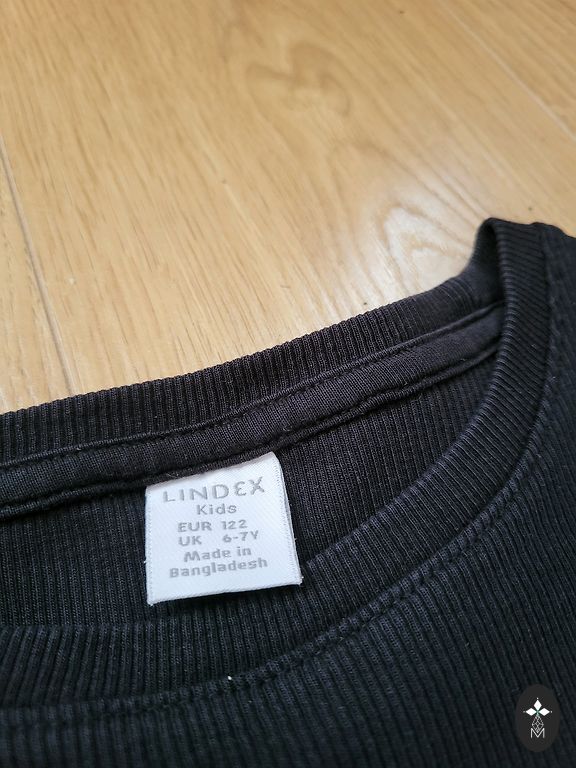 LINDEX
Kids
EUR 122
UK 6-7Y
Made in
Bangladesh
M